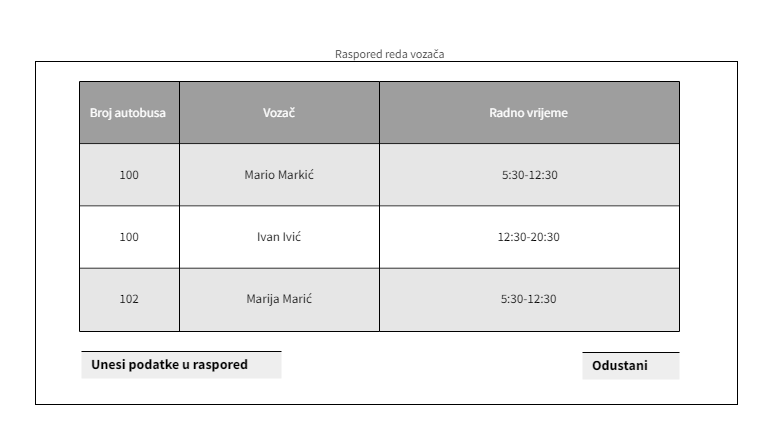 Raspored reda vozača
Broj autobusa Vozač Radno vrijeme
100 Mario Markić 5:30-12:30
100 Ivan Ivić 12:30-20:30
102 Marija Marić 5:30-12:30
Unesi podatke u raspored Odustani